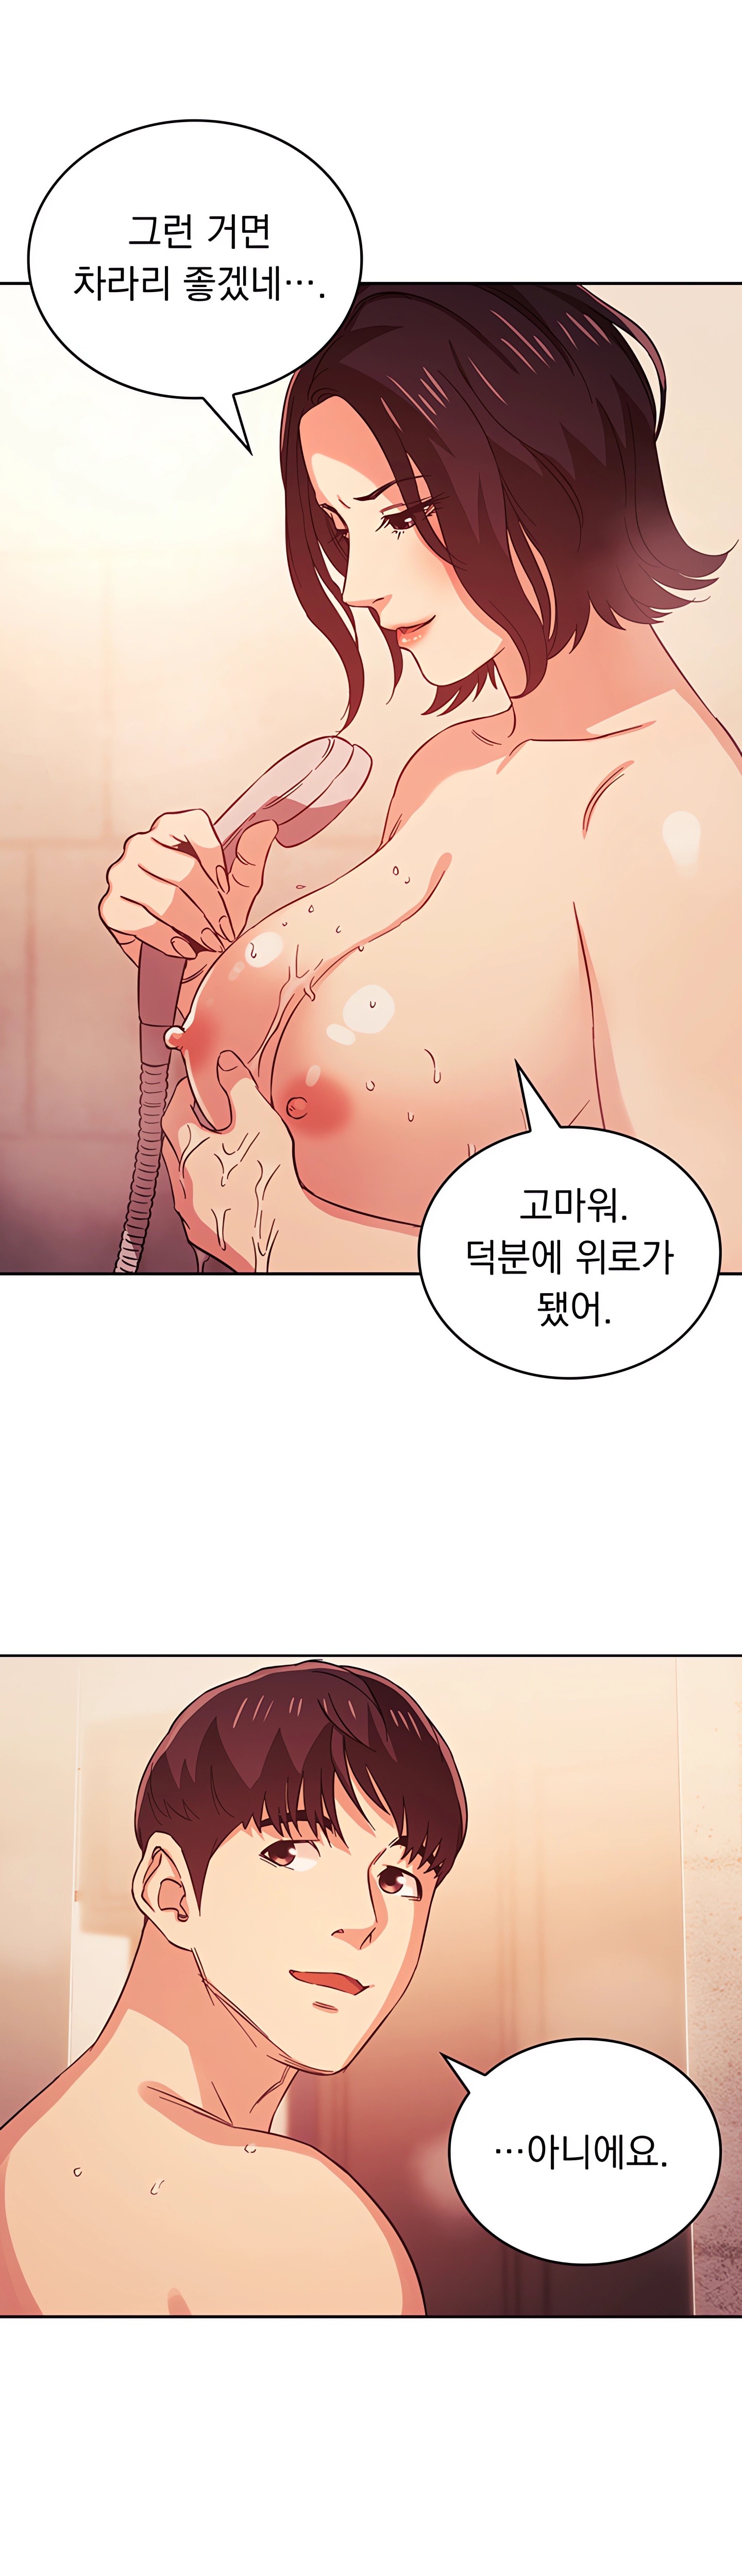 그런 거면
차라리 좋겠네….
고마워.
덕분에 위로가
됐어.
…아니에요.